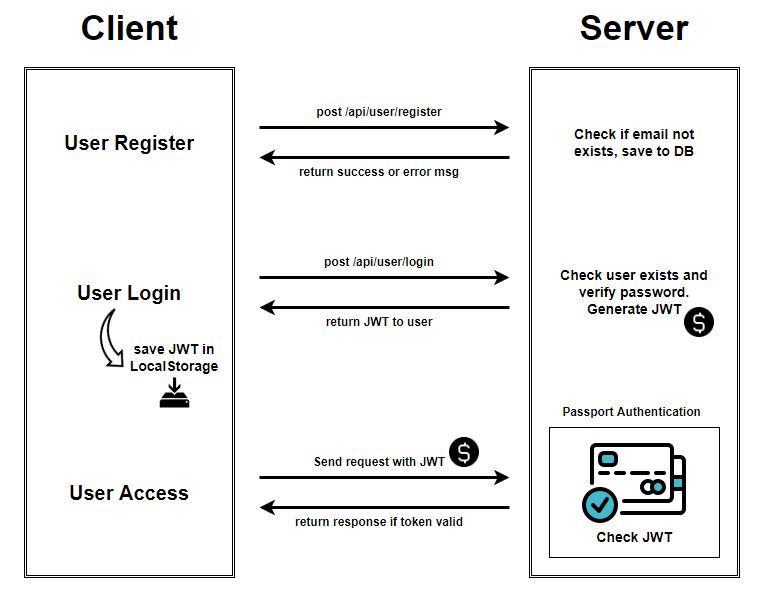 Client
Server
post /api/user/register
User Register
Check if email not
exists, save to DB
return success or error msg
post /api/user/login
User Login
Check user exists and
verify password.
Generate JWT
$
return JWT to user
save JWT in
LocalStorage
Passport Authentication
Send request with JWT
$
User Access
return response if token valid
Check JWT